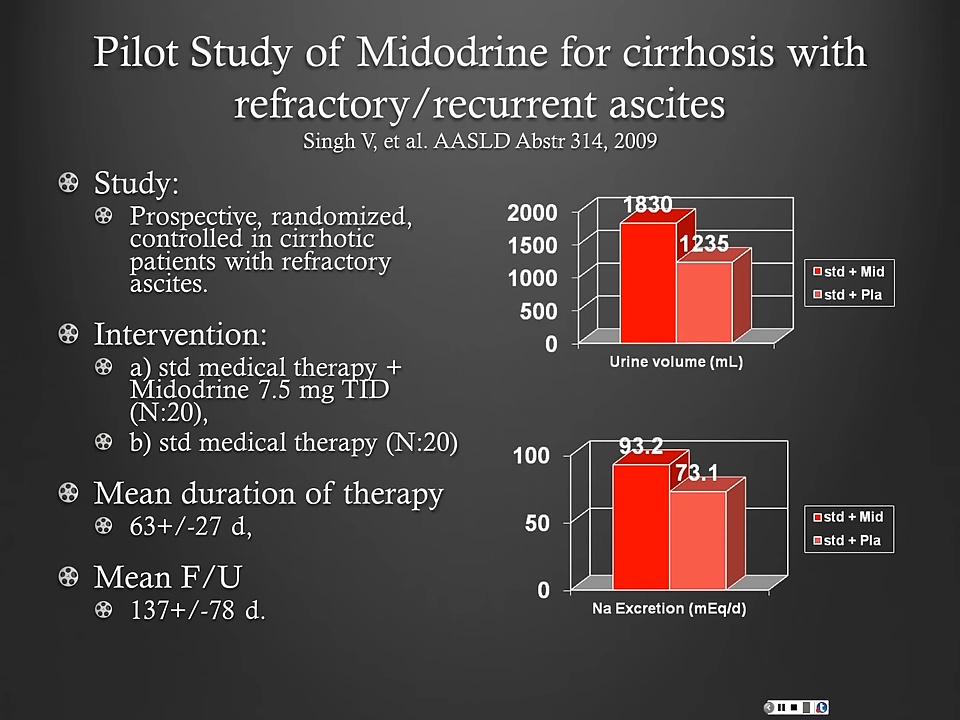 Pilot Study of Midodrine for cirrhosis with
refractory/recurrent ascites
Singh V, et al. AASLD Abstr 314, 2009
Study:
Prospective, randomized,
controlled in cirrhotic
patients with refractory
ascites.
Intervention:
a) std medical therapy +
Midodrine 7.5 mg TID
(N:20),
b) std medical therapy (N:20)
Mean duration of therapy
63+/-27 d,
Mean F/U
137+/-78 d.
2000
1500
1000
500
0
1830
1235
Urine volume (mL)
std + Mid
std + Pla
100
50
0
93.2
73.1
Na Excretion (mEq/d)
std + Mid
std + Pla